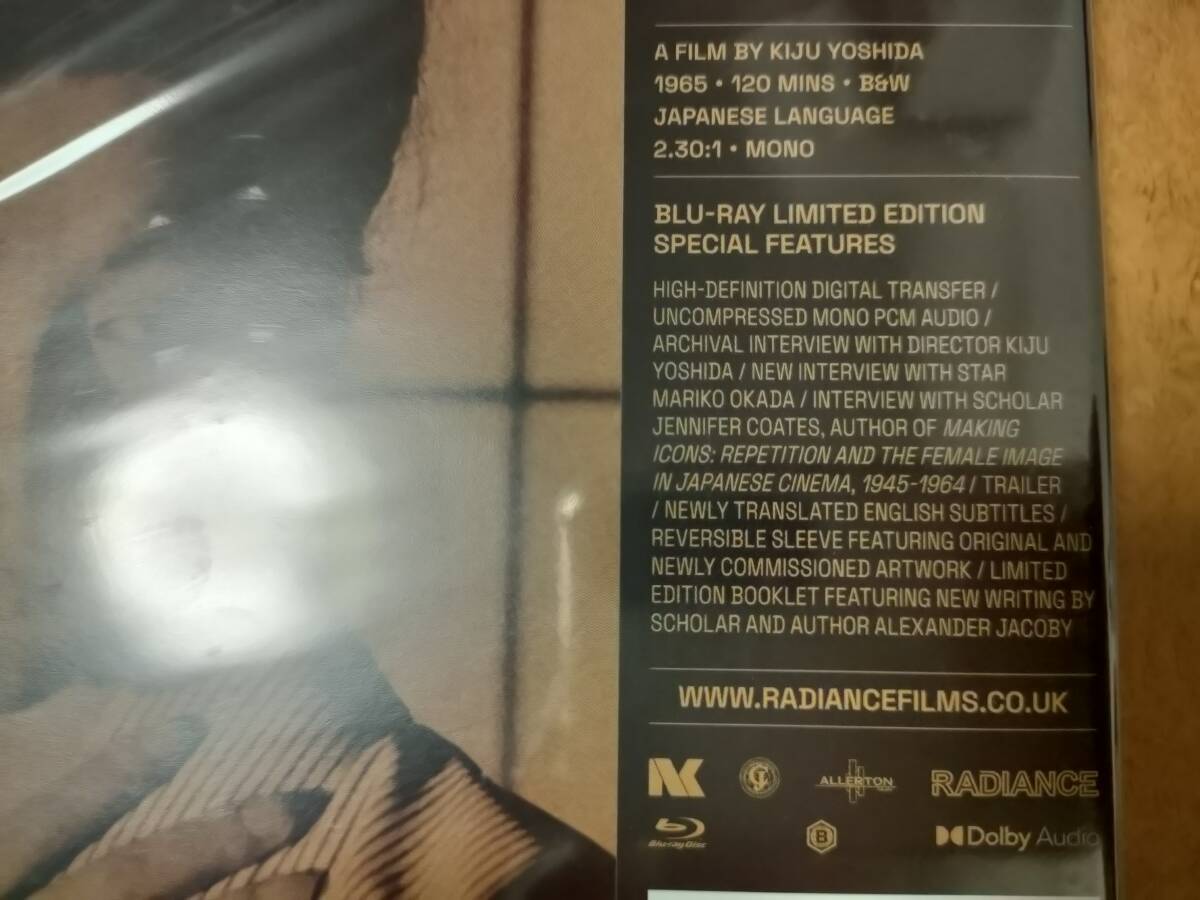 A FILM BY KIJU YOSHIDA
1965 • 120 MINS • B&W
JAPANESE LANGUAGE
2.30:1 • MONO
BLU-RAY LIMITED EDITION
SPECIAL FEATURES
HIGH-DEFINITION DIGITAL TRANSFER /
UNCOMPRESSED MONO PCM AUDIO /
ARCHIVAL INTERVIEW WITH DIRECTOR KIJU
YOSHIDA / NEW INTERVIEW WITH STAR
MARIKO OKADA / INTERVIEW WITH SCHOLAR
JENNIFER COATES, AUTHOR OF MAKING
ICONS: REPETITION AND THE FEMALE IMAGE
IN JAPANESE CINEMA, 1945-1964 / TRAILER
/ NEWLY TRANSLATED ENGLISH SUBTITLES /
REVERSIBLE SLEEVE FEATURING ORIGINAL AND
NEWLY COMMISSIONED ARTWORK / LIMITED
EDITION BOOKLET FEATURING NEW WRITING BY
SCHOLAR AND AUTHOR ALEXANDER JACOBY
WWW.RADIANCEFILMS.CO.UK
NK
ALLERTON
RADIANCE
Blu-ray Disc
B
Dolby Audio